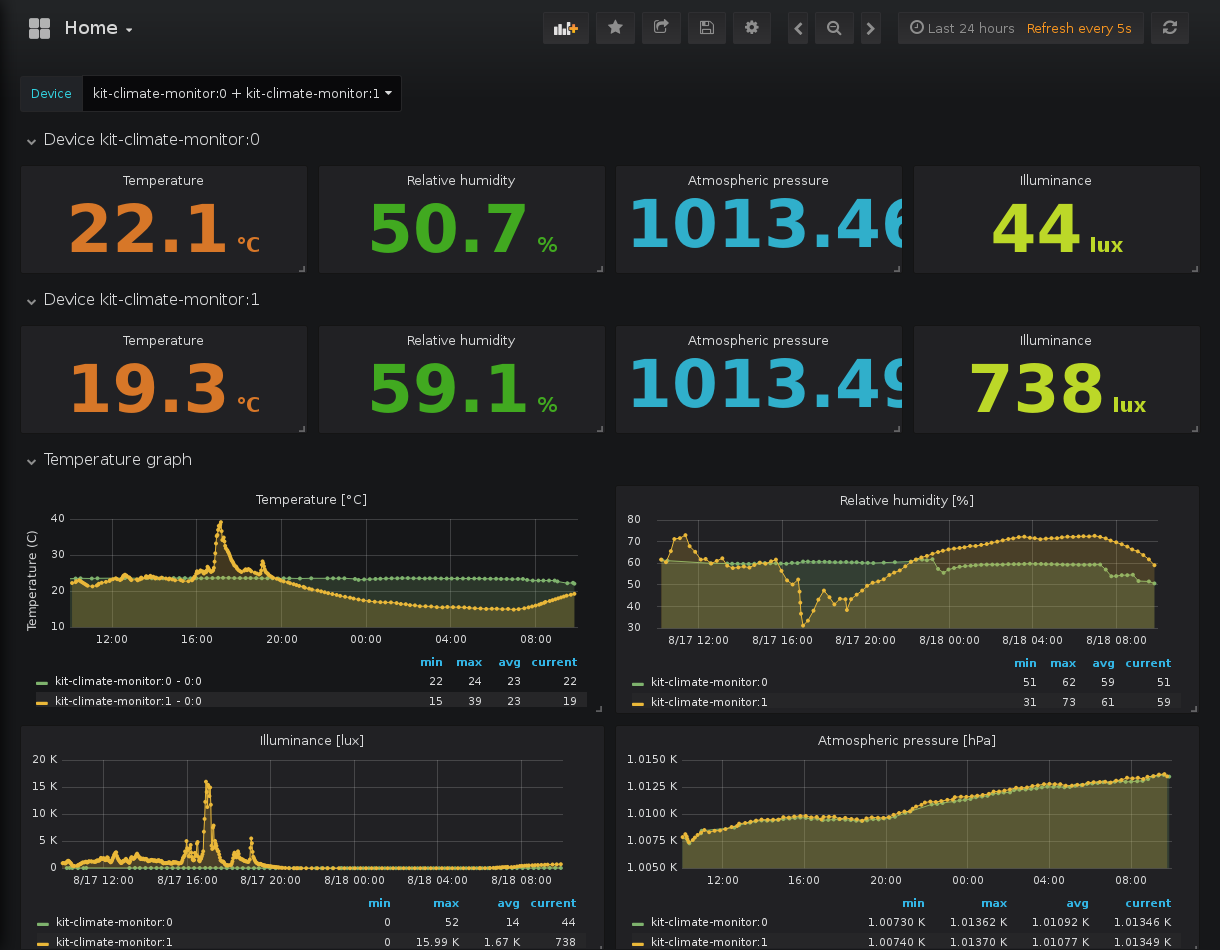 Home
Last 24 hours Refresh every 5s
Device kit-climate-monitor:0 + kit-climate-monitor:1
Device kit-climate-monitor:0
Temperature Relative humidity Atmospheric pressure Illuminance
22.1 °C 50.7 % 1013.46 44 lux
Device kit-climate-monitor:1
Temperature Relative humidity Atmospheric pressure Illuminance
19.3 °C 59.1 % 1013.49 738 lux
Temperature graph
Temperature [°C]
Temperature (C)
40
30
20
10
12:00 16:00 20:00 00:00 04:00 08:00
min max avg current
kit-climate-monitor:0 - 0:0 22 24 23 22
kit-climate-monitor:1 - 0:0 15 39 23 19
Relative humidity [%]
80
70
60
50
40
30
8/17 12:00 8/17 16:00 8/17 20:00 8/18 00:00 8/18 04:00 8/18 08:00
min max avg current
kit-climate-monitor:0 51 62 59 51
kit-climate-monitor:1 31 73 61 59
Illuminance [lux]
20 K
15 K
10 K
5 K
0
8/17 12:00 8/17 16:00 8/17 20:00 8/18 00:00 8/18 04:00 8/18 08:00
min max avg current
kit-climate-monitor:0 0 52 14 44
kit-climate-monitor:1 0 15.99 K 1.67 K 738
Atmospheric pressure [hPa]
1.0150 K
1.0125 K
1.0100 K
1.0075 K
1.0050 K
12:00 16:00 20:00 00:00 04:00 08:00
min max avg current
kit-climate-monitor:0 1.00730 K 1.01362 K 1.01092 K 1.01346 K
kit-climate-monitor:1 1.00740 K 1.01370 K 1.01077 K 1.01349 K